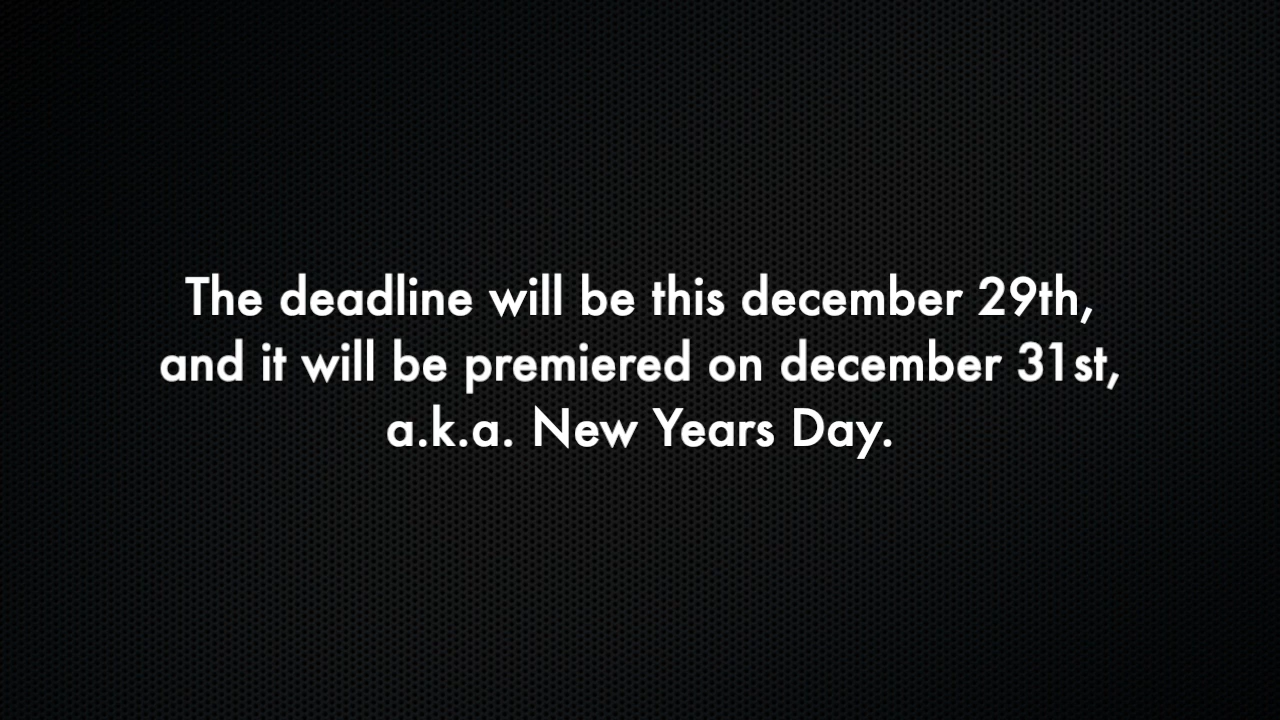 The deadline will be this december 29th,
and it will be premiered on december 31st,
a.k.a. New Years Day.